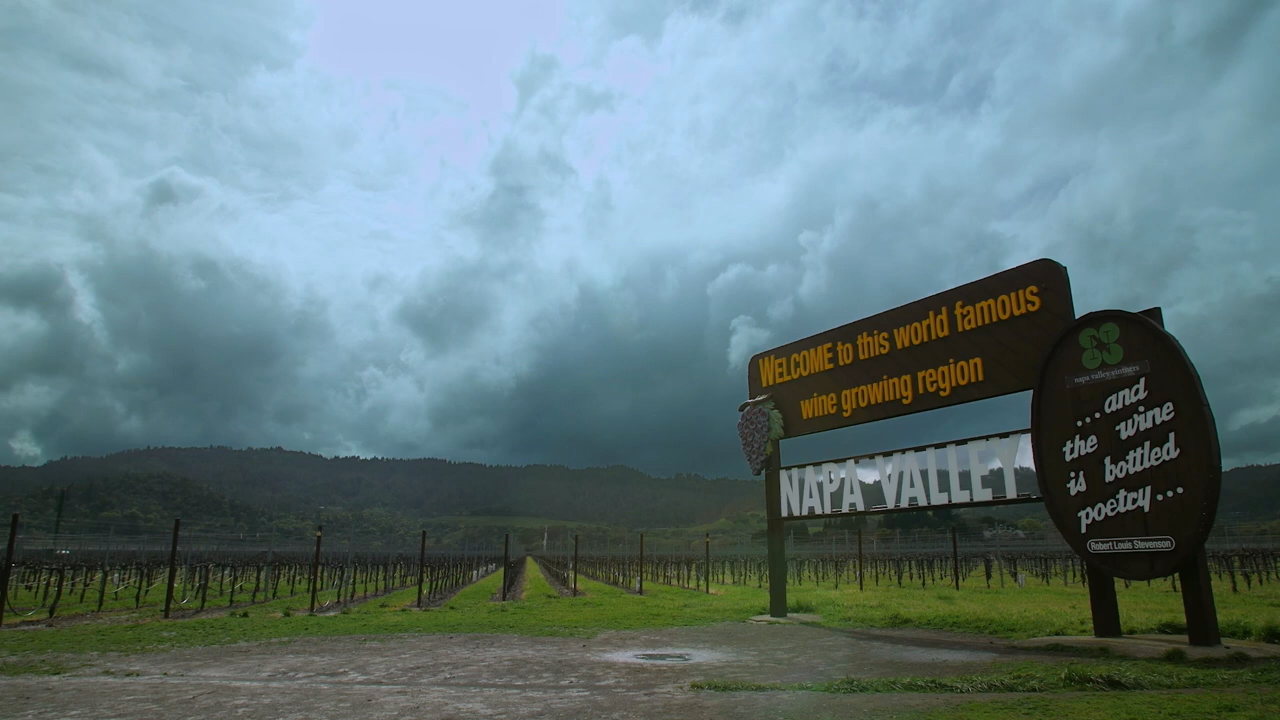 WELCOME to this world famous
wine growing region
NAPA VALLEY
napa valley vintners
...and
the wine
is bottled
poetry...
Robert Louis Stevenson